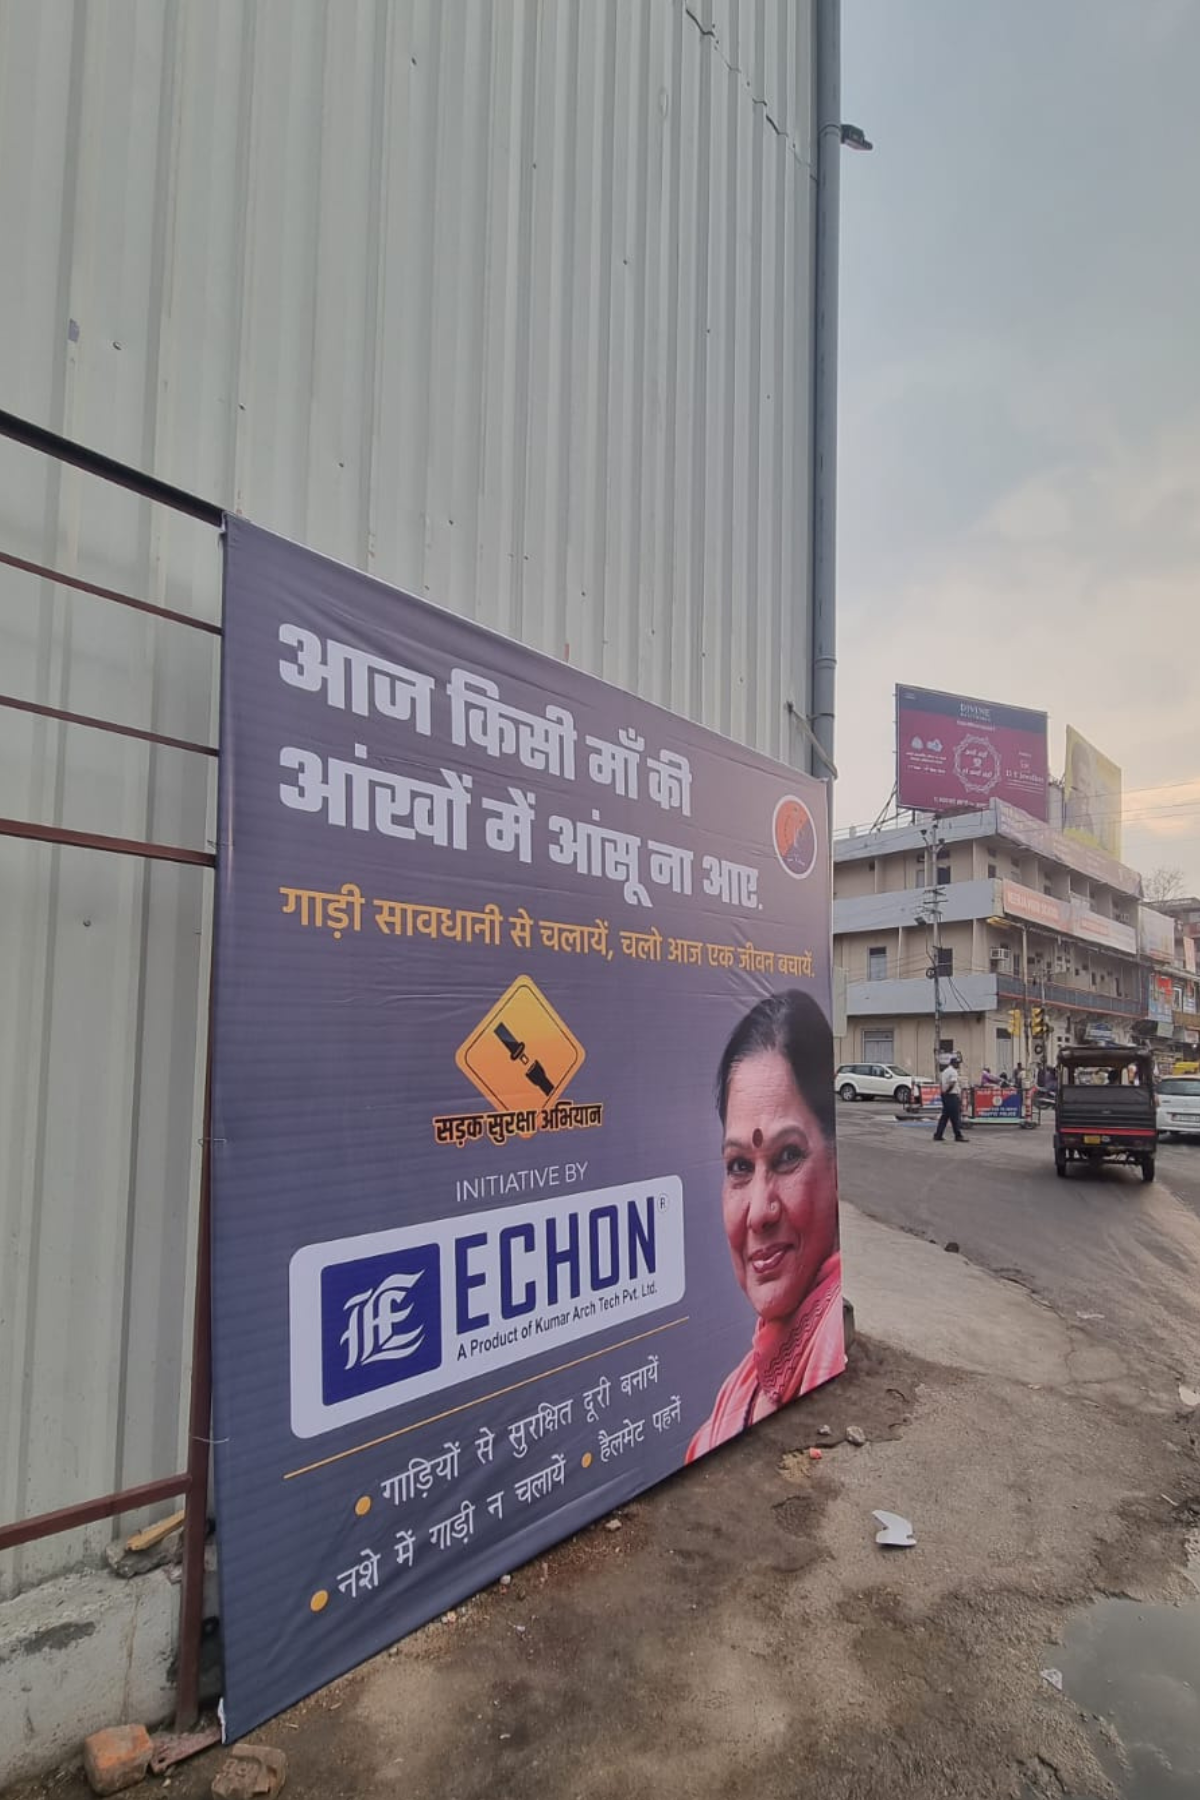 आज किसी माँ की
आंखों में आंसू ना आए.
गाड़ी सावधानी से चलायें, चलो आज एक जीवन बचायें.
सड़क सुरक्षा अभियान
INITIATIVE BY
ECHON®
A Product of Kumar Arch Tech Pvt. Ltd.
• गाड़ियों से सुरक्षित दूरी बनायें
• नशे में गाड़ी न चलायें • हैलमेट पहनें
DIVINE